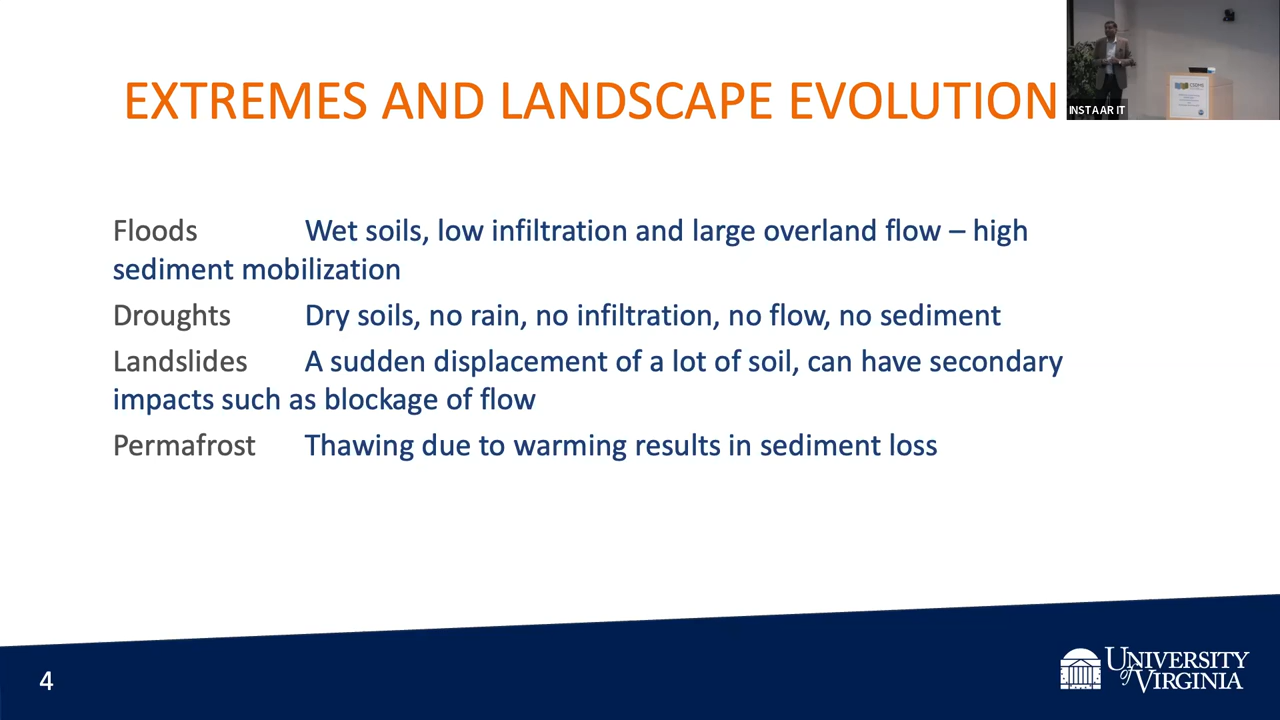 EXTREMES AND LANDSCAPE EVOLUTION
INSTAAR IT
CSDMS
Floods Wet soils, low infiltration and large overland flow – high
sediment mobilization
Droughts Dry soils, no rain, no infiltration, no flow, no sediment
Landslides A sudden displacement of a lot of soil, can have secondary
impacts such as blockage of flow
Permafrost Thawing due to warming results in sediment loss
4
UNIVERSITY
of VIRGINIA